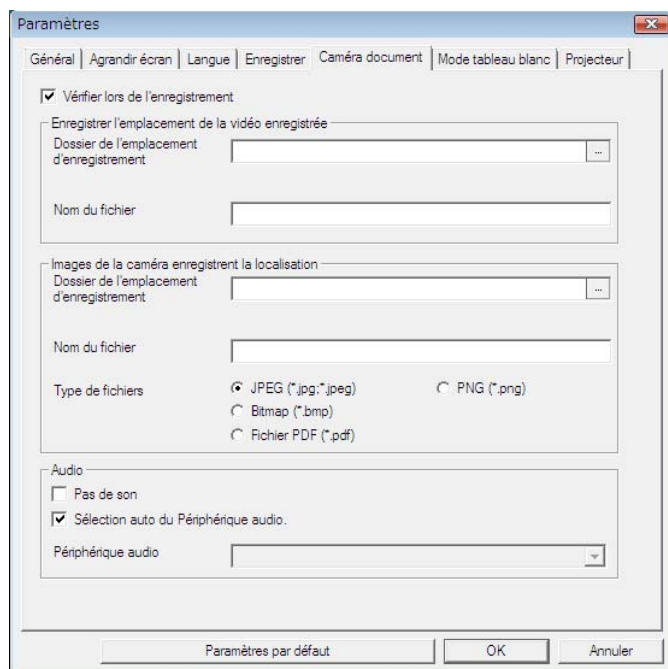 Paramètres
Général
Agrandir écran
Langue
Enregistrer
Caméra document
Mode tableau blanc
Projecteur
Vérifier lors de l'enregistrement
Enregistrer l'emplacement de la vidéo enregistrée
Dossier de l'emplacement
d'enregistrement
...
Nom du fichier
Images de la caméra enregistrent la localisation
Dossier de l'emplacement
d'enregistrement
...
Nom du fichier
Type de fichiers
JPEG (*.jpg;*.jpeg)
PNG (*.png)
Bitmap (*.bmp)
Fichier PDF (*.pdf)
Audio
Pas de son
Sélection auto du Périphérique audio.
Périphérique audio
Paramètres par défaut
OK
Annuler